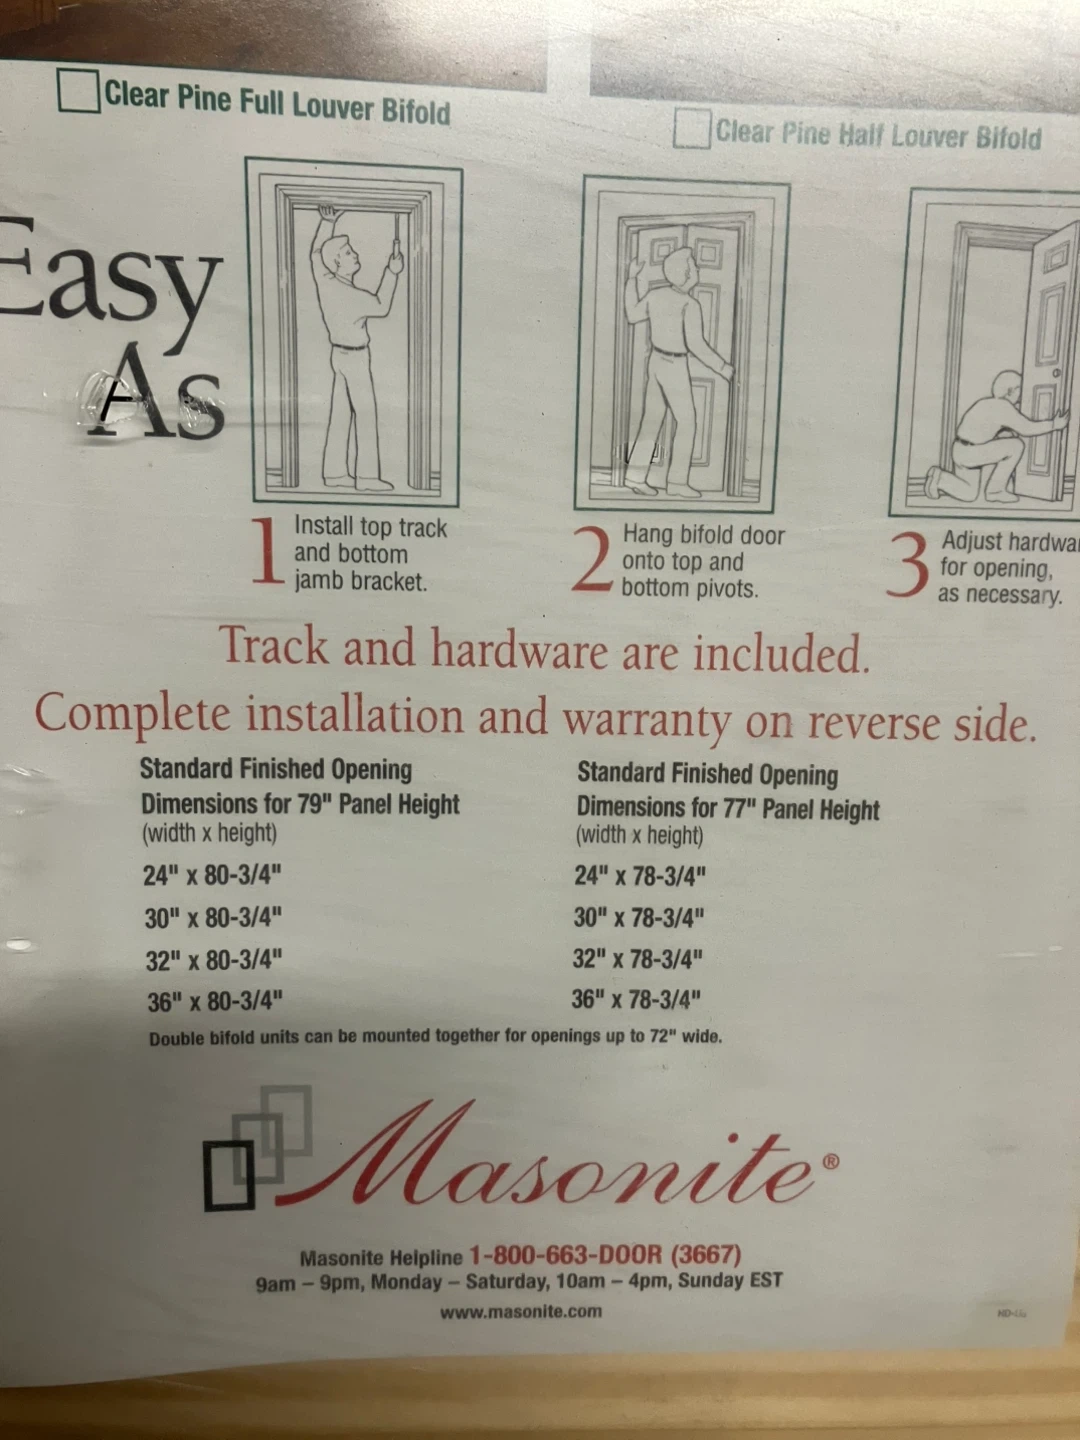 Clear Pine Full Louver Bifold
Clear Pine Half Louver Bifold
Easy
As
1 Install top track
and bottom
jamb bracket.
2 Hang bifold door
onto top and
bottom pivots.
3 Adjust hardwa
for opening,
as necessary.
Track and hardware are included.
Complete installation and warranty on reverse side.
Standard Finished Opening
Dimensions for 79" Panel Height
(width x height)
24" x 80-3/4"
30" x 80-3/4"
32" x 80-3/4"
36" x 80-3/4"
Standard Finished Opening
Dimensions for 77" Panel Height
(width x height)
24" x 78-3/4"
30" x 78-3/4"
32" x 78-3/4"
36" x 78-3/4"
Double bifold units can be mounted together for openings up to 72" wide.
Masonite®
Masonite Helpline 1-800-663-DOOR (3667)
9am – 9pm, Monday – Saturday, 10am – 4pm, Sunday EST
www.masonite.com